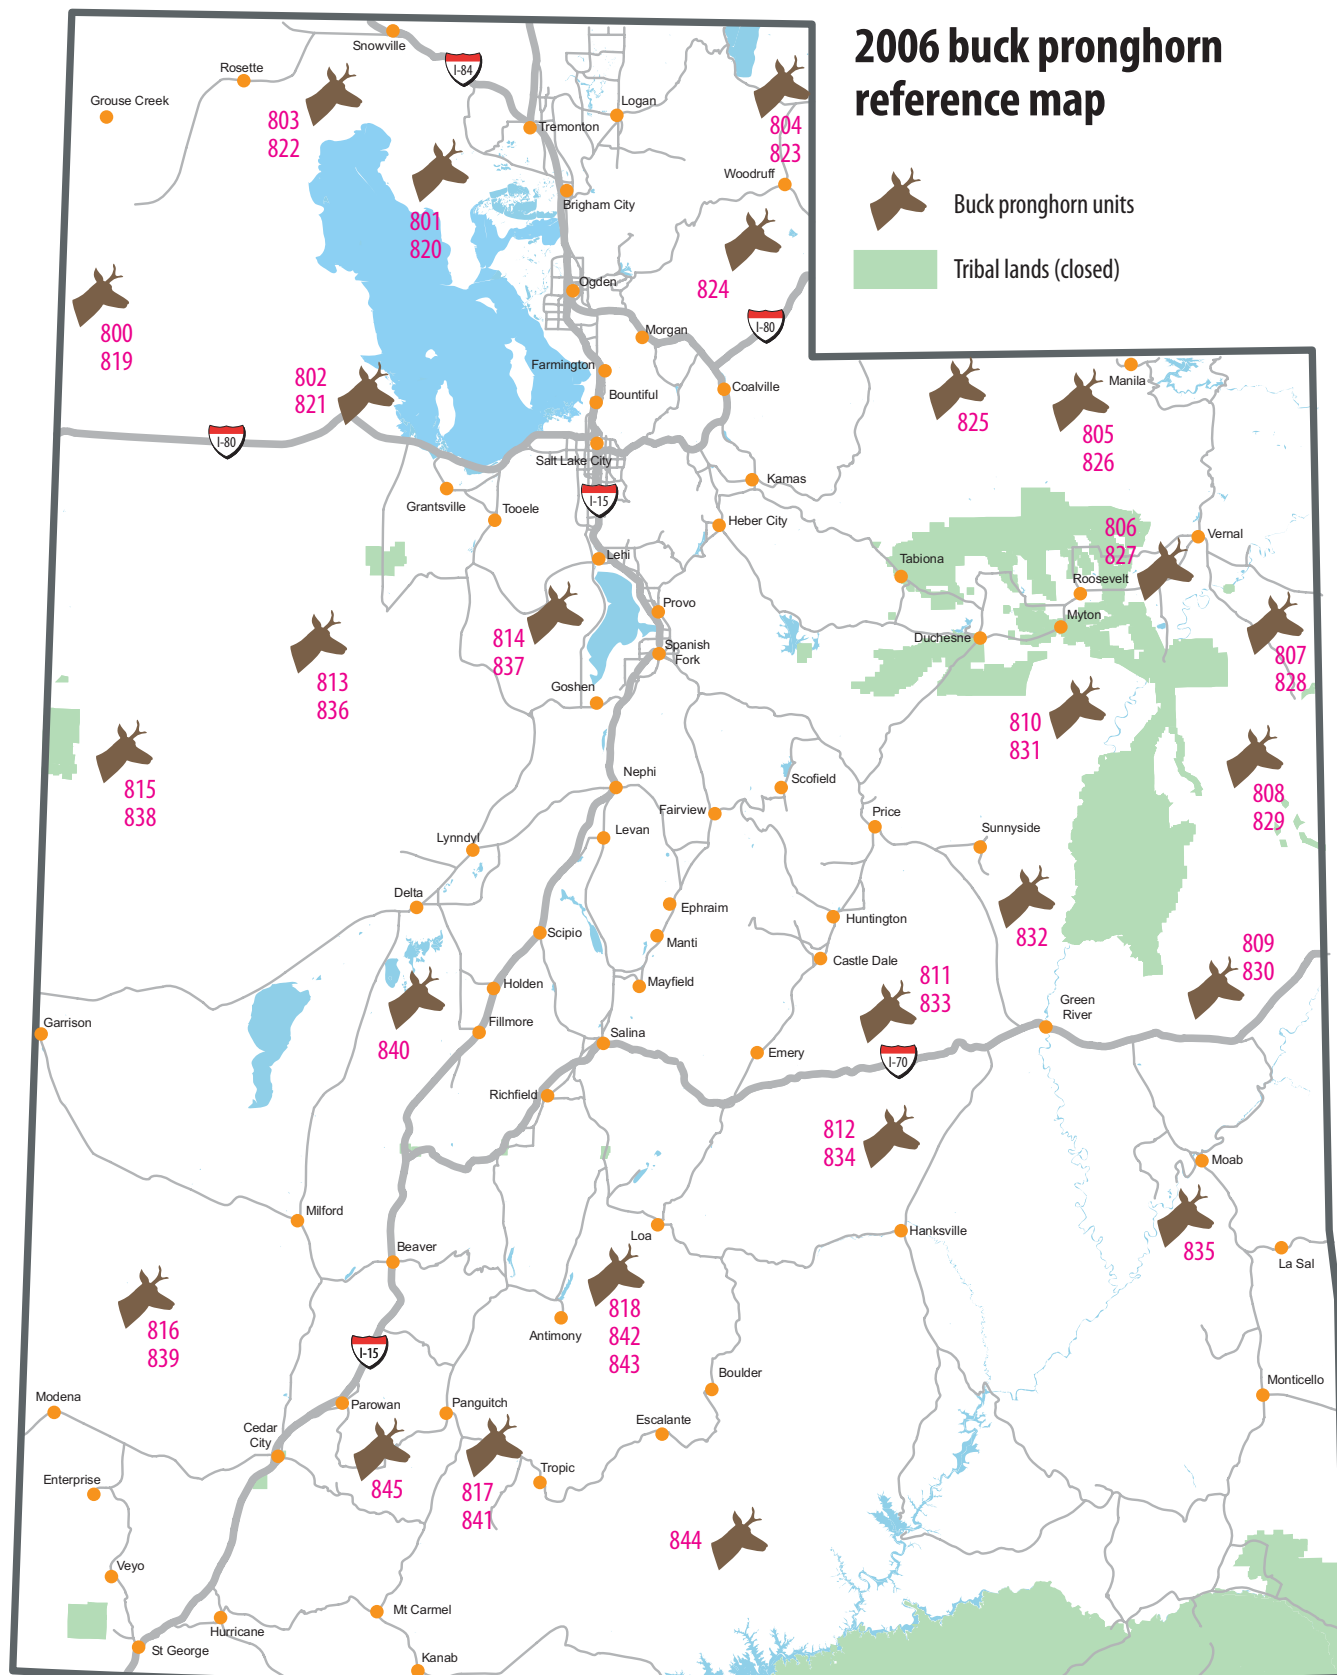 2006 buck pronghorn
reference map
Buck pronghorn units
Tribal lands (closed)
Snowville
I-84
Rosette
Grouse Creek
803
822
Logan
Tremonton
804
823
Woodruff
801
820
Brigham City
824
Ogden
800
819
Morgan
I-80
Farmington
802
821
Bountiful
Coalville
Manila
825
805
826
I-80
Salt Lake City
Kamas
Grantsville
Tooele
I-15
Heber City
806
827
Vernal
Lehi
Tabiona
Roosevelt
Provo
Myton
814
837
Duchesne
Spanish
Fork
807
828
813
836
Goshen
810
831
815
838
Nephi
Scofield
808
829
Fairview
Price
Levan
Sunnyside
Lynndyl
Delta
Ephraim
Huntington
Scipio
Manti
832
809
830
Castle Dale
811
833
Mayfield
Holden
Green
River
Garrison
Fillmore
Salina
840
Emery
I-70
Richfield
812
834
Moab
Milford
Loa
Hanksville
835
Beaver
La Sal
818
842
843
Antimony
816
839
I-15
Boulder
Monticello
Modena
Parowan
Panguitch
Escalante
Cedar
City
Tropic
Enterprise
845
817
841
844
Veyo
Mt Carmel
Hurricane
St George
Kanab